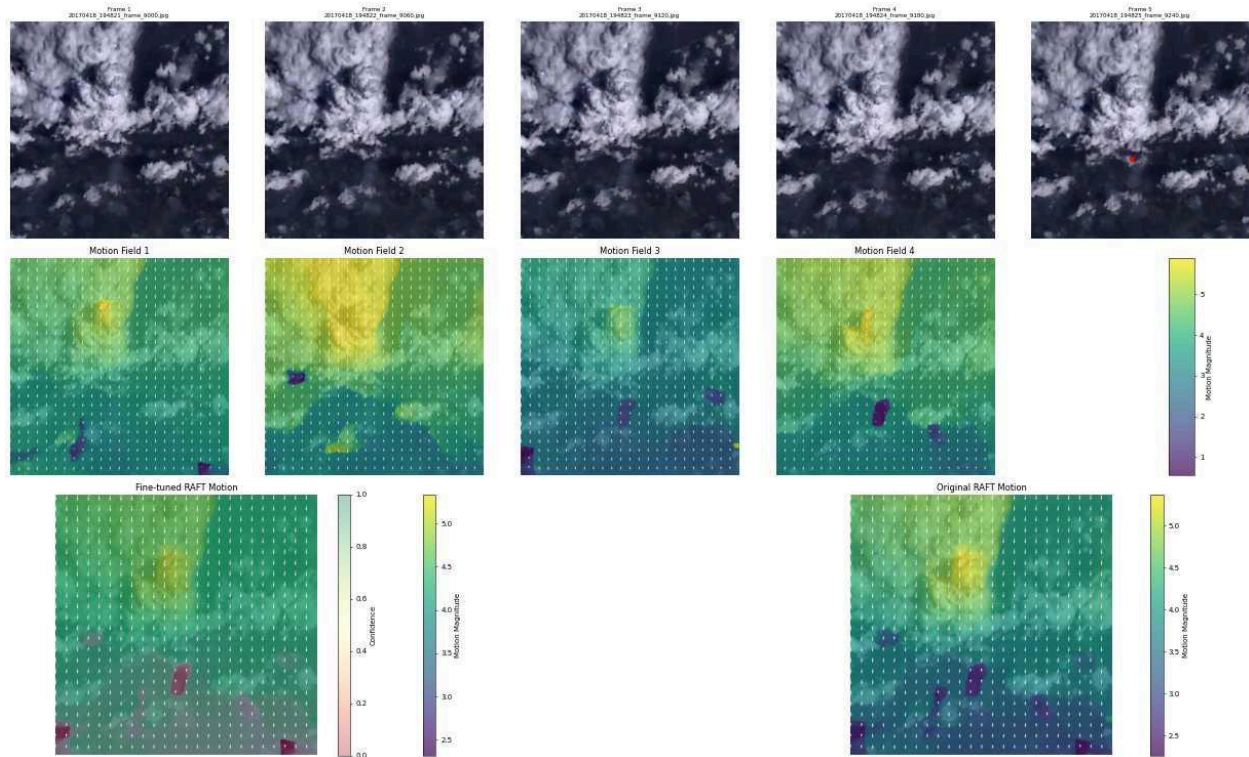 Frame 1
20170418_194821_frame_9000.jpg
Frame 2
20170418_194822_frame_9060.jpg
Frame 3
20170418_194823_frame_9120.jpg
Frame 4
20170418_194824_frame_9180.jpg
Frame 5
20170418_194825_frame_9240.jpg
Motion Field 1
Motion Field 2
Motion Field 3
Motion Field 4
5
4
3
2
1
Motion Magnitude
Fine-tuned RAFT Motion
1.0
0.8
0.6
0.4
0.2
0.0
Confidence
5.0
4.5
4.0
3.5
3.0
2.5
Motion Magnitude
Original RAFT Motion
5.0
4.5
4.0
3.5
3.0
2.5
Motion Magnitude